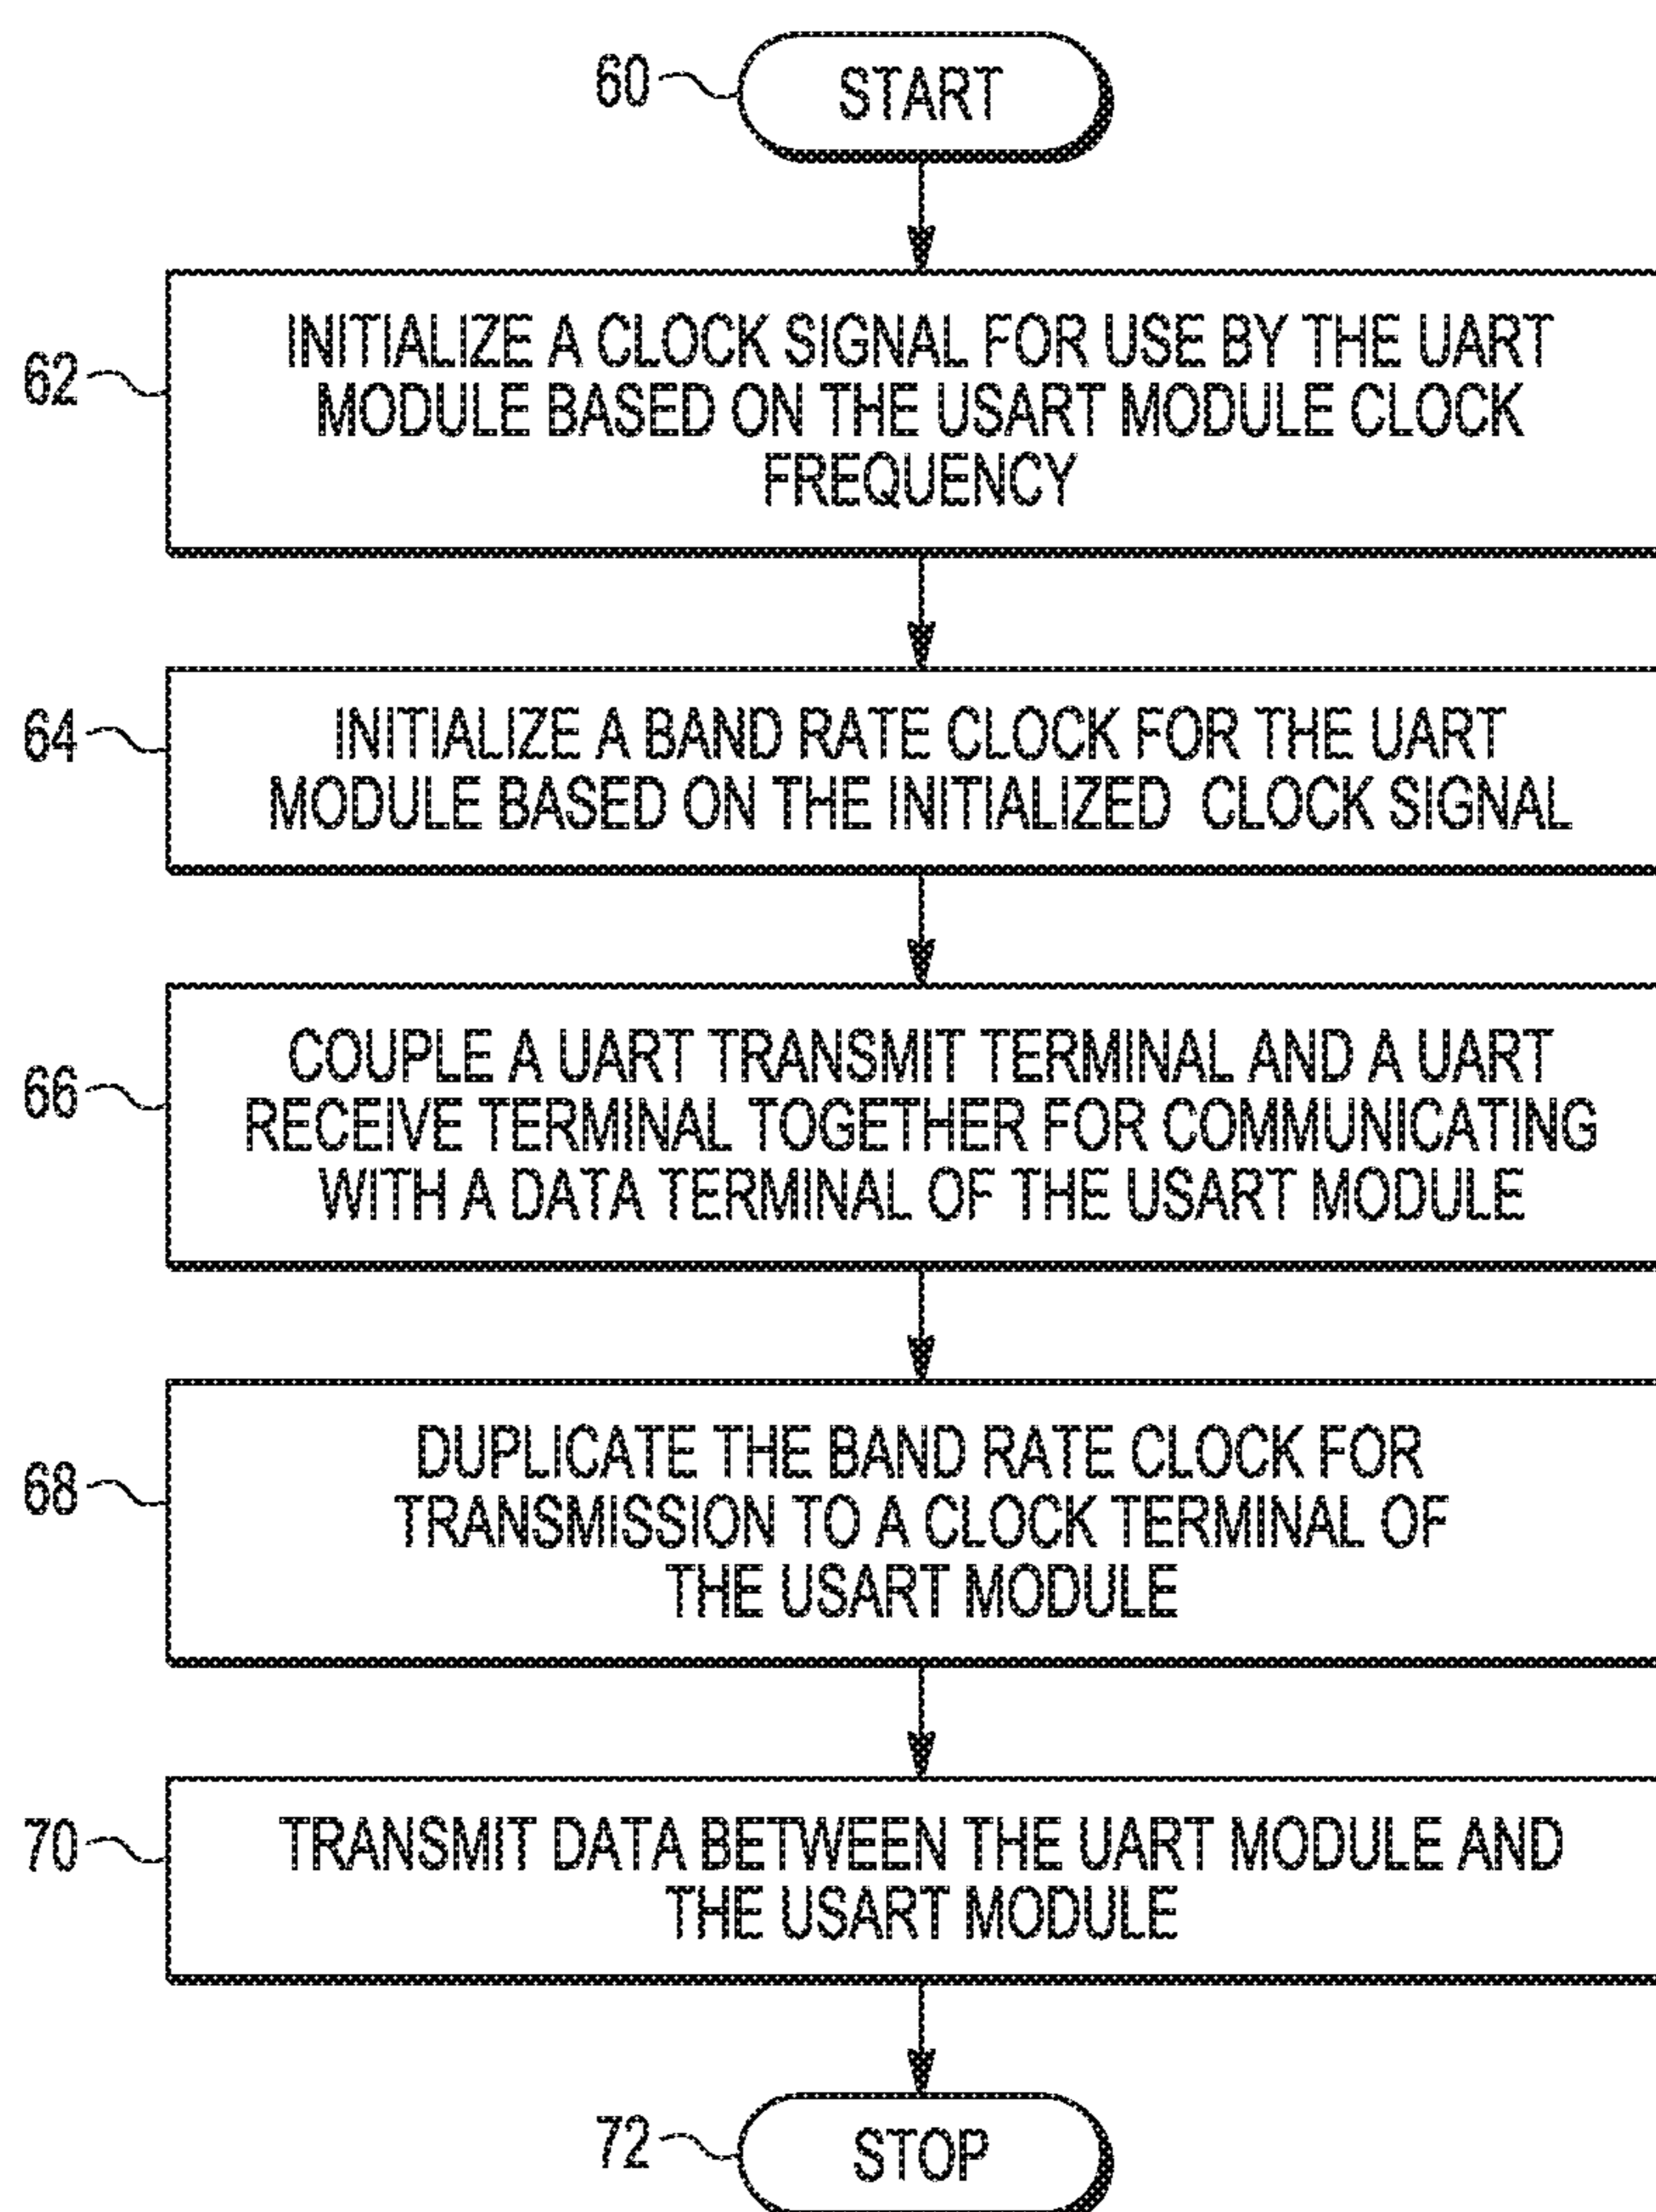 60
START
62
INITIALIZE A CLOCK SIGNAL FOR USE BY THE UART
MODULE BASED ON THE USART MODULE CLOCK
FREQUENCY
64
INITIALIZE A BAND RATE CLOCK FOR THE UART
MODULE BASED ON THE INITIALIZED CLOCK SIGNAL
66
COUPLE A UART TRANSMIT TERMINAL AND A UART
RECEIVE TERMINAL TOGETHER FOR COMMUNICATING
WITH A DATA TERMINAL OF THE USART MODULE
68
DUPLICATE THE BAND RATE CLOCK FOR
TRANSMISSION TO A CLOCK TERMINAL OF
THE USART MODULE
70
TRANSMIT DATA BETWEEN THE UART MODULE AND
THE USART MODULE
72
STOP